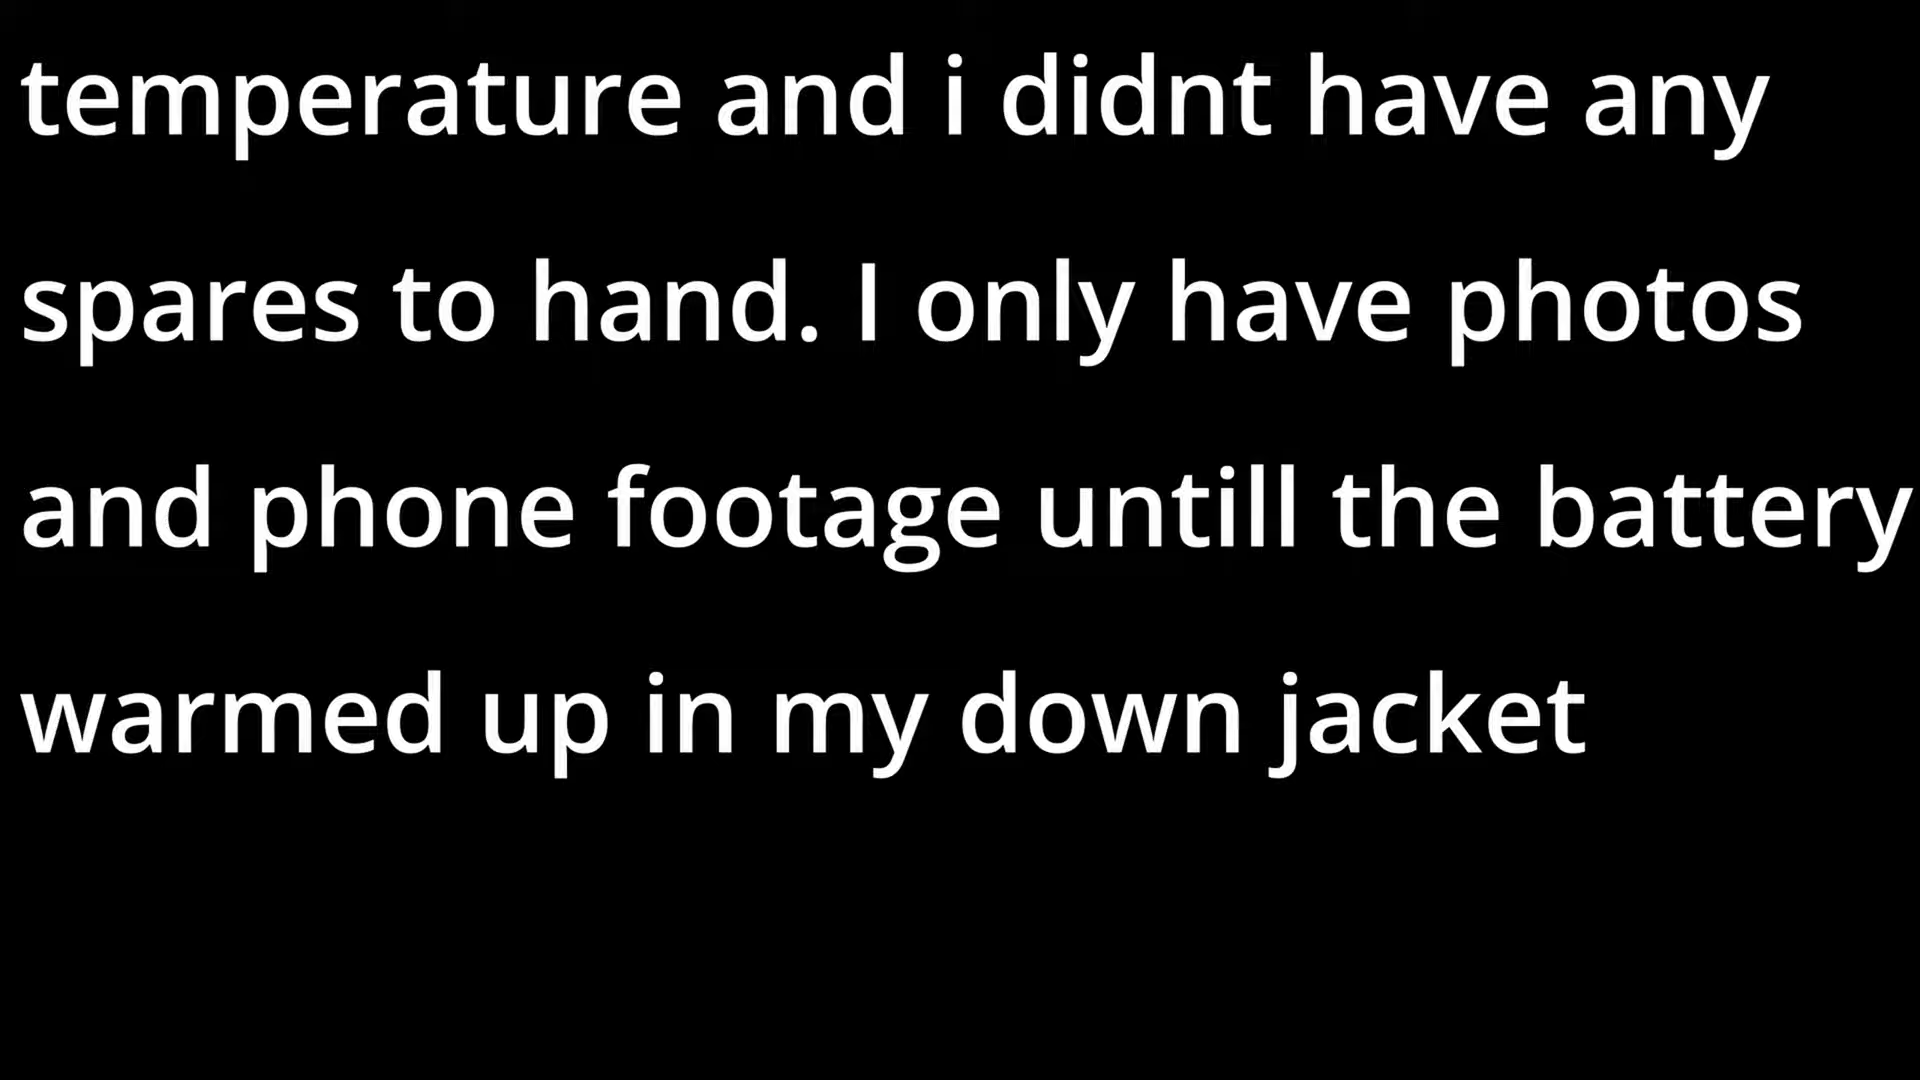 temperature and i didnt have any
spares to hand. I only have photos
and phone footage untill the battery
warmed up in my down jacket